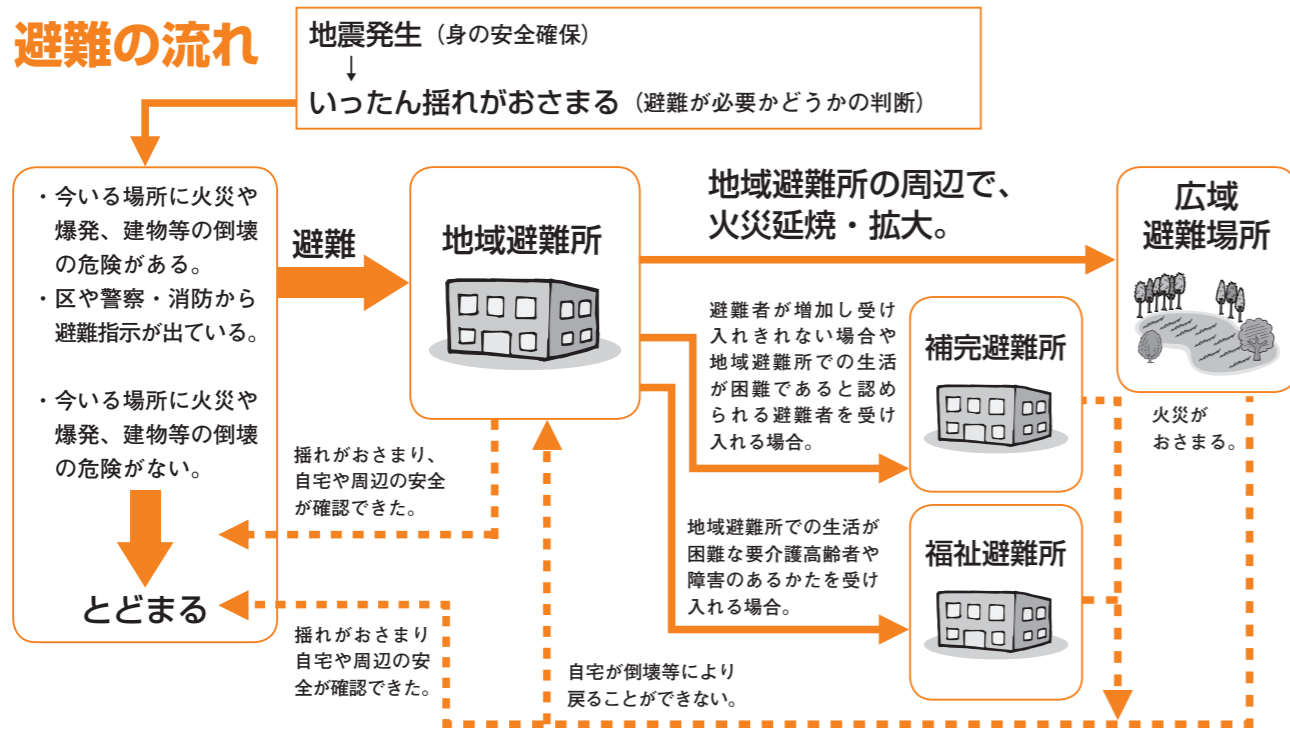 避難の流れ
地震発生（身の安全確保）
↓
いったん揺れがおさまる（避難が必要かどうかの判断）
・今いる場所に火災や
爆発、建物等の倒壊
の危険がある。
・区や警察・消防から
避難指示が出ている。
・今いる場所に火災や
爆発、建物等の倒壊
の危険がない。
とどまる
避難
地域避難所
地域避難所の周辺で、
火災延焼・拡大。
広域
避難場所
避難者が増加し受け
入れきれない場合や
地域避難所での生活
が困難であると認め
られる避難者を受け
入れる場合。
補完避難所
火災が
おさまる。
揺れがおさまり、
自宅や周辺の安全
が確認できた。
地域避難所での生活が
困難な要介護高齢者や
障害のあるかたを受け
入れる場合。
福祉避難所
揺れがおさまり
自宅や周辺の安
全が確認できた。
自宅が倒壊等により
戻ることができない。